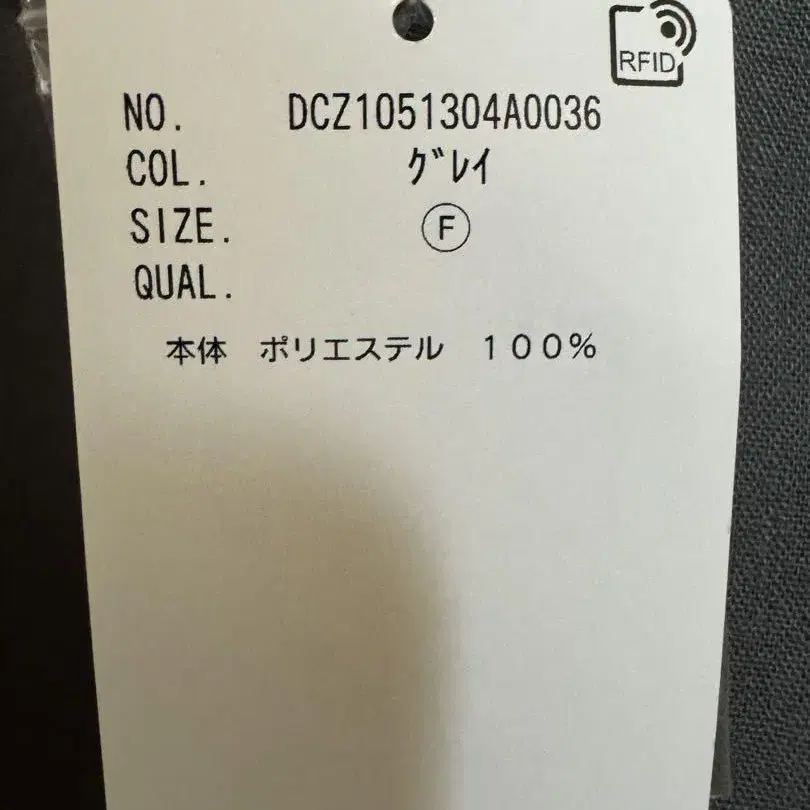 RFID
NO. DCZ1051304A0036
COL. ｸﾞﾚｲ
SIZE. Ⓕ
QUAL.
本体 ポリエステル １００％